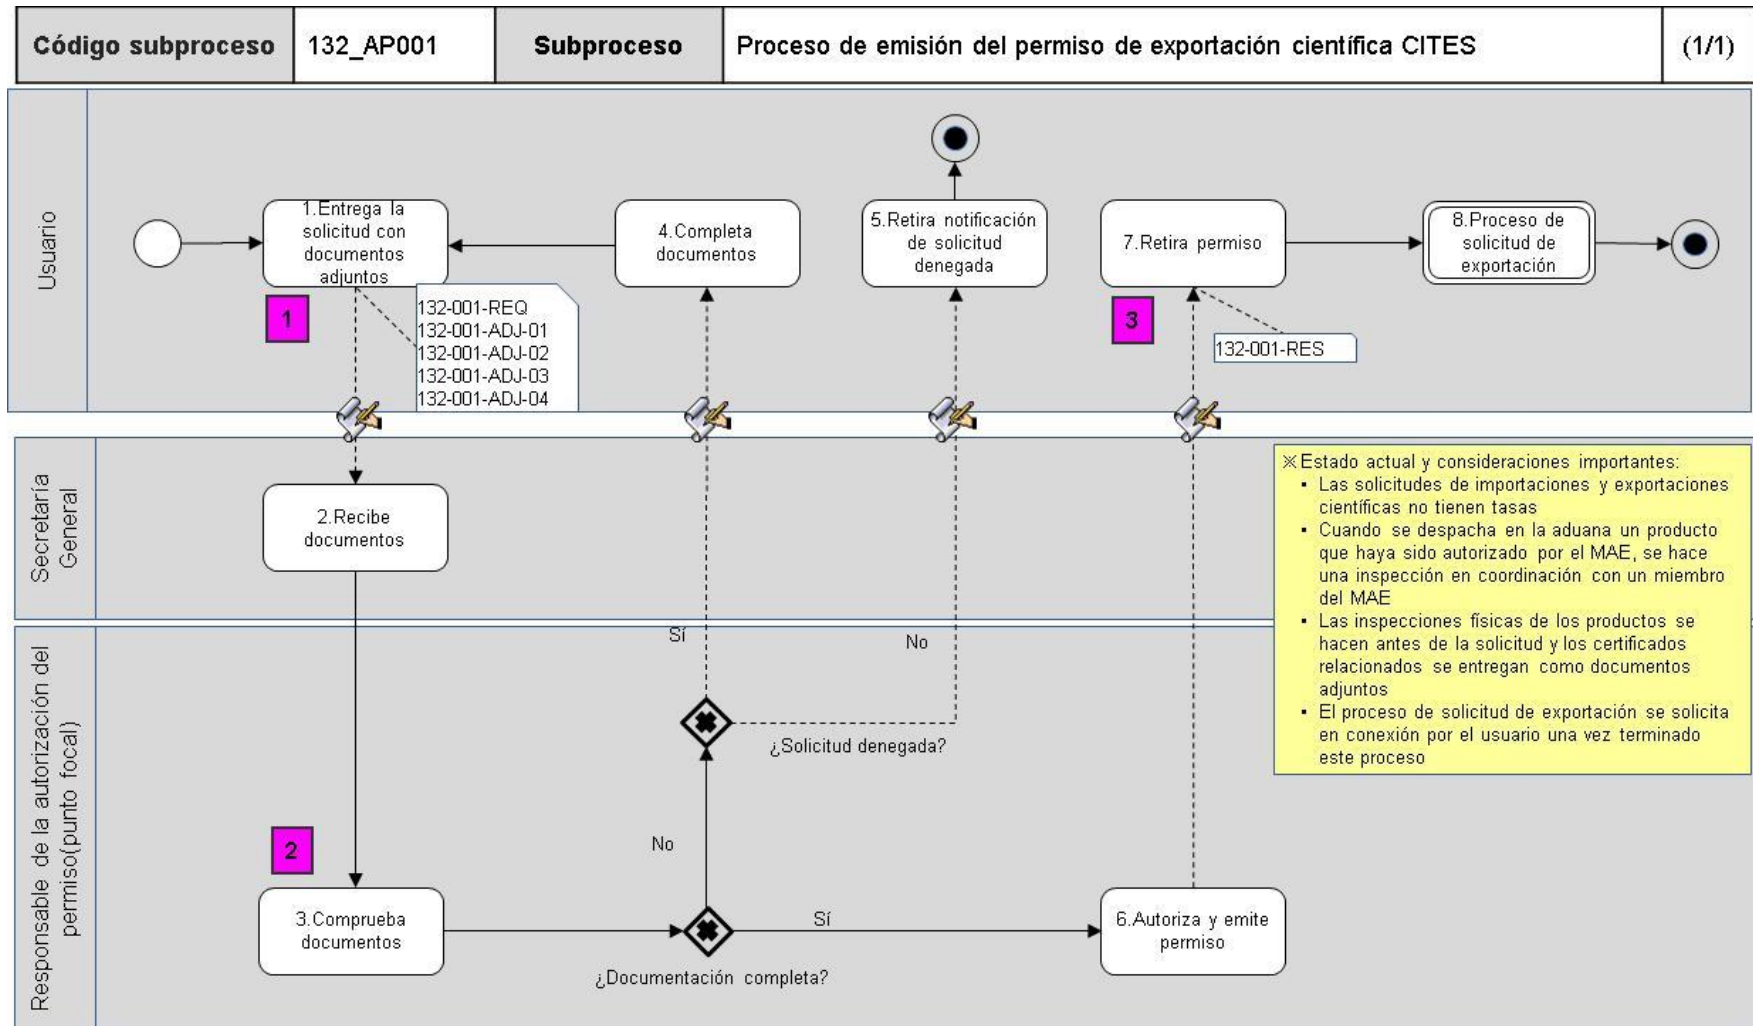 Código subproceso
132_AP001
Subproceso
Proceso de emisión del permiso de exportación científica CITES
(1/1)
Usuario
1.Entrega la
solicitud con
documentos
adjuntos
1
132-001-REQ
132-001-ADJ-01
132-001-ADJ-02
132-001-ADJ-03
132-001-ADJ-04
4.Completa
documentos
5.Retira notificación
de solicitud
denegada
7.Retira permiso
3
132-001-RES
8.Proceso de
solicitud de
exportación
Secretaría
General
2.Recibe
documentos
※Estado actual y consideraciones importantes:
▪ Las solicitudes de importaciones y exportaciones
científicas no tienen tasas
▪ Cuando se despacha en la aduana un producto
que haya sido autorizado por el MAE, se hace
una inspección en coordinación con un miembro
del MAE
▪ Las inspecciones físicas de los productos se
hacen antes de la solicitud y los certificados
relacionados se entregan como documentos
adjuntos
▪ El proceso de solicitud de exportación se solicita
en conexión por el usuario una vez terminado
este proceso
Responsable de la autorización del
permiso(punto focal)
Sí
No
¿Solicitud denegada?
No
2
3.Comprueba
documentos
Sí
¿Documentación completa?
6.Autoriza y emite
permiso